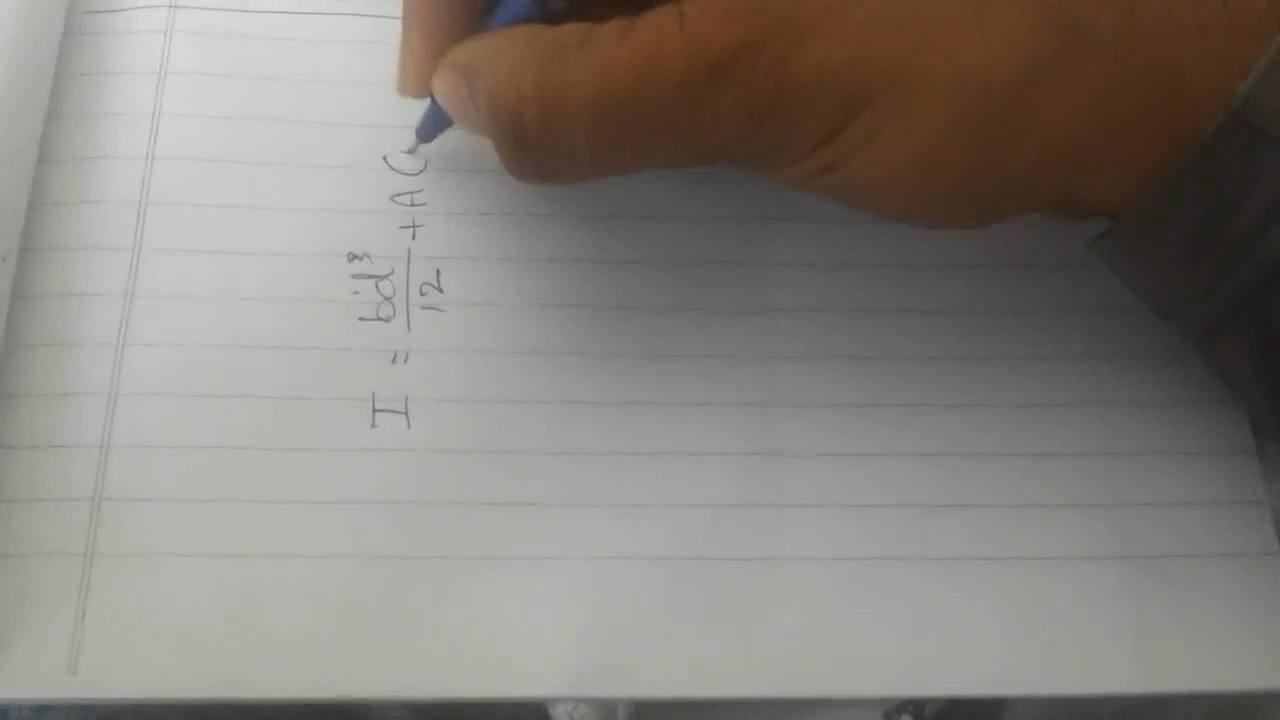 I = bd³/12 + A(